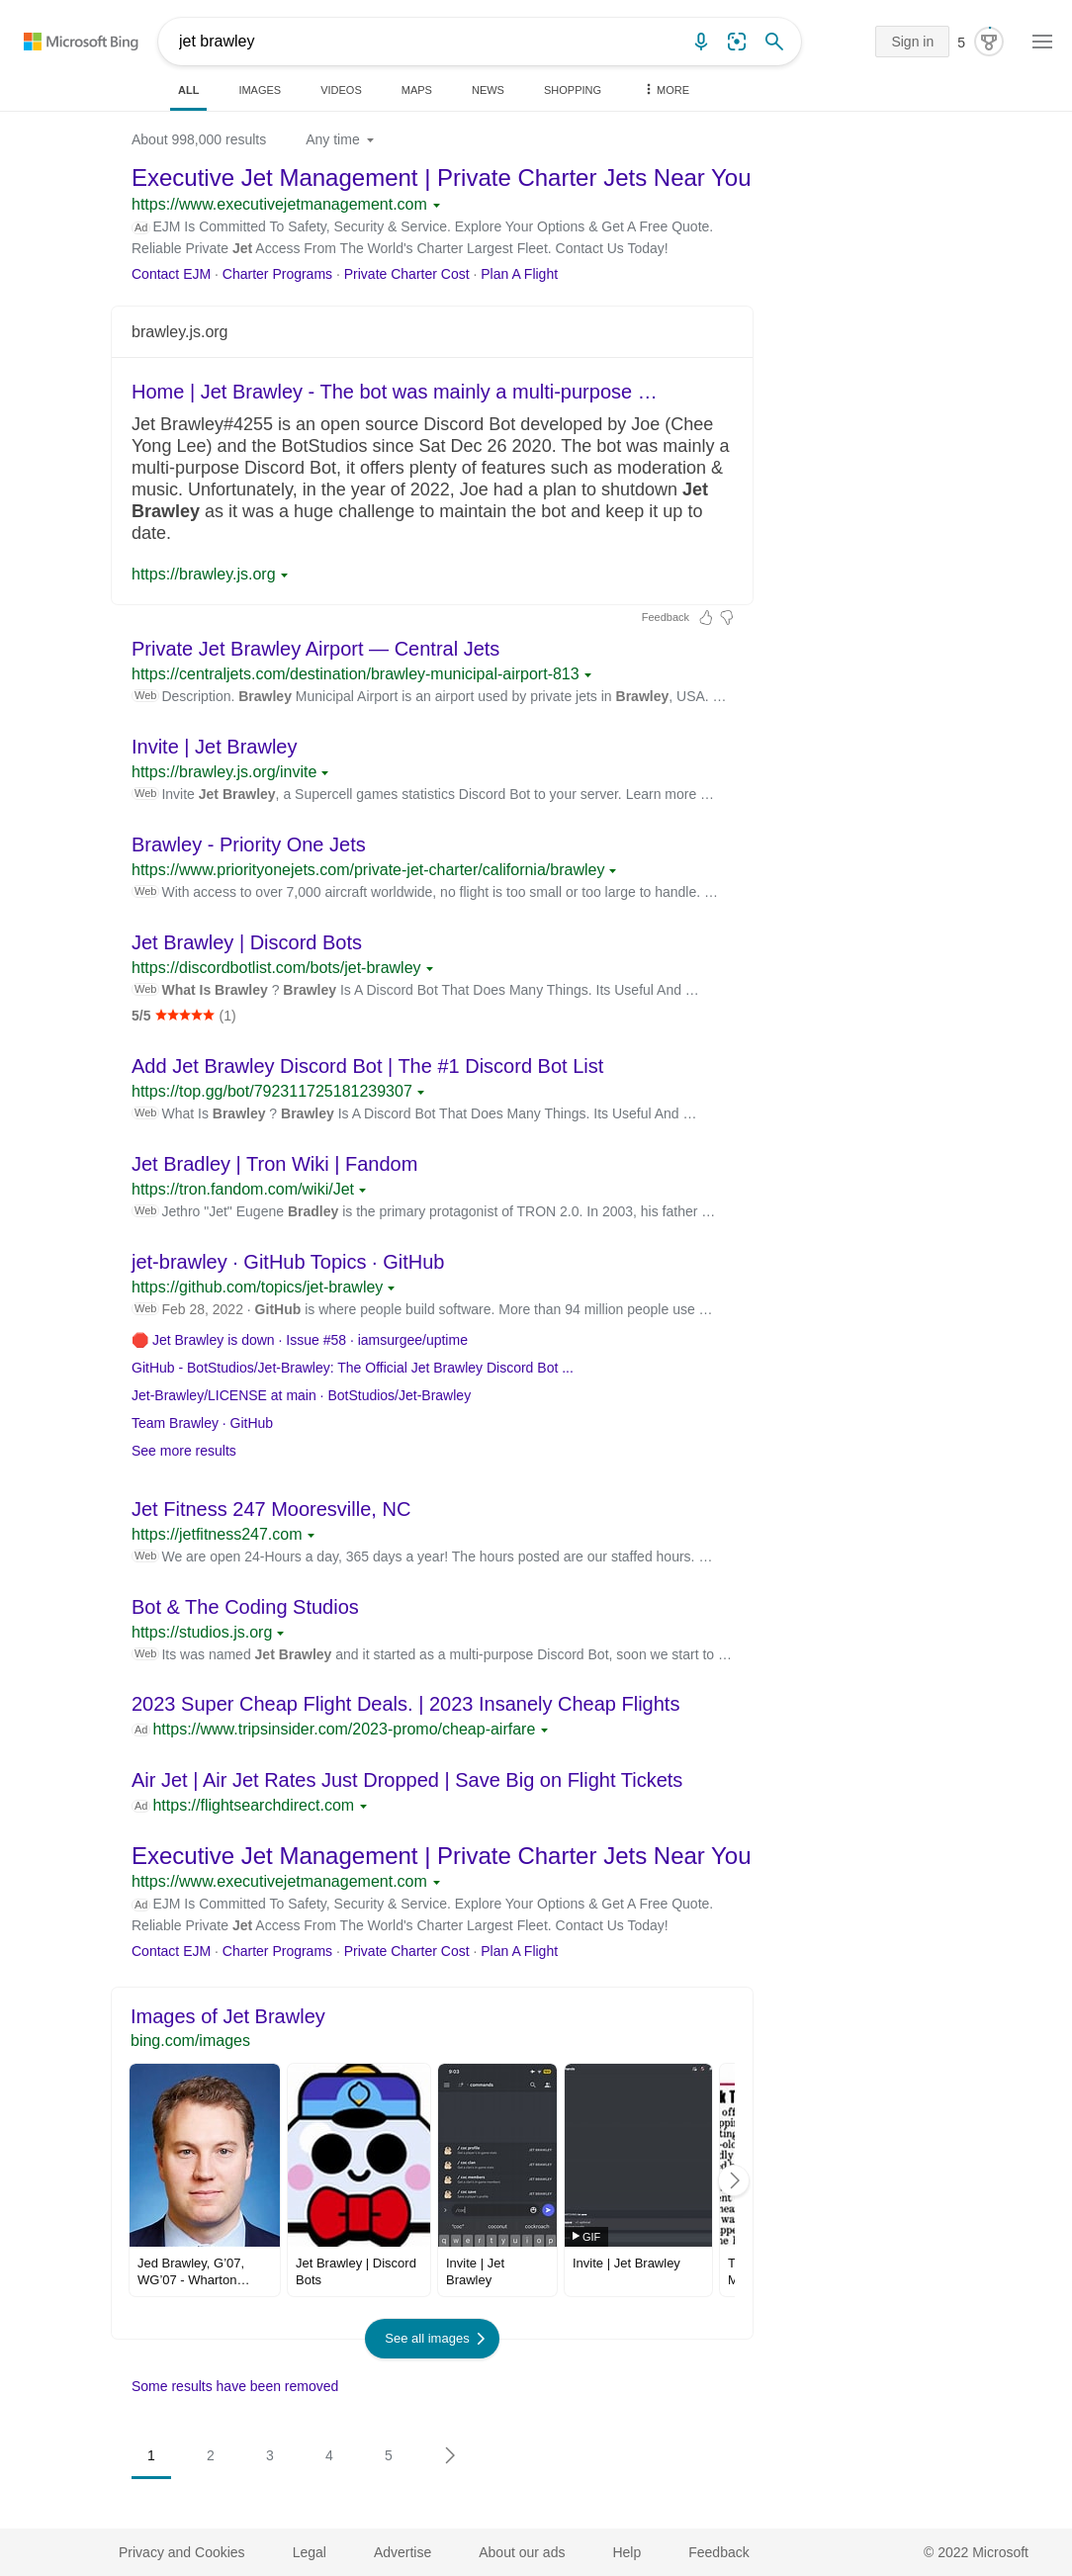 Microsoft Bing
jet brawley
Sign in
5
ALL IMAGES VIDEOS MAPS NEWS SHOPPING MORE
About 998,000 results Any time
Executive Jet Management | Private Charter Jets Near You
https://www.executivejetmanagement.com
Ad EJM Is Committed To Safety, Security & Service. Explore Your Options & Get A Free Quote.
Reliable Private Jet Access From The World's Charter Largest Fleet. Contact Us Today!
Contact EJM · Charter Programs · Private Charter Cost · Plan A Flight
brawley.js.org
Home | Jet Brawley - The bot was mainly a multi-purpose …
Jet Brawley#4255 is an open source Discord Bot developed by Joe (Chee
Yong Lee) and the BotStudios since Sat Dec 26 2020. The bot was mainly a
multi-purpose Discord Bot, it offers plenty of features such as moderation &
music. Unfortunately, in the year of 2022, Joe had a plan to shutdown Jet
Brawley as it was a huge challenge to maintain the bot and keep it up to
date.
https://brawley.js.org
Feedback
Private Jet Brawley Airport — Central Jets
https://centraljets.com/destination/brawley-municipal-airport-813
Web Description. Brawley Municipal Airport is an airport used by private jets in Brawley, USA. …
Invite | Jet Brawley
https://brawley.js.org/invite
Web Invite Jet Brawley, a Supercell games statistics Discord Bot to your server. Learn more …
Brawley - Priority One Jets
https://www.priorityonejets.com/private-jet-charter/california/brawley
Web With access to over 7,000 aircraft worldwide, no flight is too small or too large to handle. …
Jet Brawley | Discord Bots
https://discordbotlist.com/bots/jet-brawley
Web What Is Brawley ? Brawley Is A Discord Bot That Does Many Things. Its Useful And …
5/5 ★★★★★ (1)
Add Jet Brawley Discord Bot | The #1 Discord Bot List
https://top.gg/bot/792311725181239307
Web What Is Brawley ? Brawley Is A Discord Bot That Does Many Things. Its Useful And …
Jet Bradley | Tron Wiki | Fandom
https://tron.fandom.com/wiki/Jet
Web Jethro "Jet" Eugene Bradley is the primary protagonist of TRON 2.0. In 2003, his father …
jet-brawley · GitHub Topics · GitHub
https://github.com/topics/jet-brawley
Web Feb 28, 2022 · GitHub is where people build software. More than 94 million people use …
🛑 Jet Brawley is down · Issue #58 · iamsurgee/uptime
GitHub - BotStudios/Jet-Brawley: The Official Jet Brawley Discord Bot ...
Jet-Brawley/LICENSE at main · BotStudios/Jet-Brawley
Team Brawley · GitHub
See more results
Jet Fitness 247 Mooresville, NC
https://jetfitness247.com
Web We are open 24-Hours a day, 365 days a year! The hours posted are our staffed hours. …
Bot & The Coding Studios
https://studios.js.org
Web Its was named Jet Brawley and it started as a multi-purpose Discord Bot, soon we start to …
2023 Super Cheap Flight Deals. | 2023 Insanely Cheap Flights
Ad https://www.tripsinsider.com/2023-promo/cheap-airfare
Air Jet | Air Jet Rates Just Dropped | Save Big on Flight Tickets
Ad https://flightsearchdirect.com
Executive Jet Management | Private Charter Jets Near You
https://www.executivejetmanagement.com
Ad EJM Is Committed To Safety, Security & Service. Explore Your Options & Get A Free Quote.
Reliable Private Jet Access From The World's Charter Largest Fleet. Contact Us Today!
Contact EJM · Charter Programs · Private Charter Cost · Plan A Flight
Images of Jet Brawley
bing.com/images
9:03
commands
/coc profile
/coc clan
/coc members
/coc save
/coc
"coc" coconut cockroach
q w e r t y u i o p
GIF
Jed Brawley, G'07,
WG'07 - Wharton…
Jet Brawley | Discord
Bots
Invite | Jet
Brawley
Invite | Jet Brawley
See all images
Some results have been removed
1 2 3 4 5
Privacy and Cookies Legal Advertise About our ads Help Feedback © 2022 Microsoft